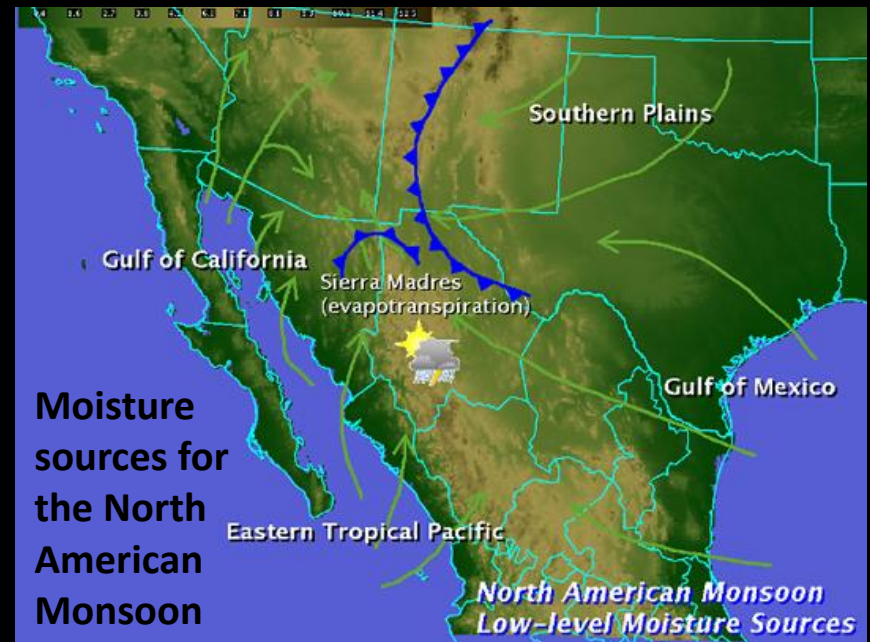 Southern Plains
Gulf of California
Sierra Madres
(evapotranspiration)
Gulf of Mexico
Moisture
sources for
the North
American
Monsoon
Eastern Tropical Pacific
North American Monsoon
Low-level Moisture Sources